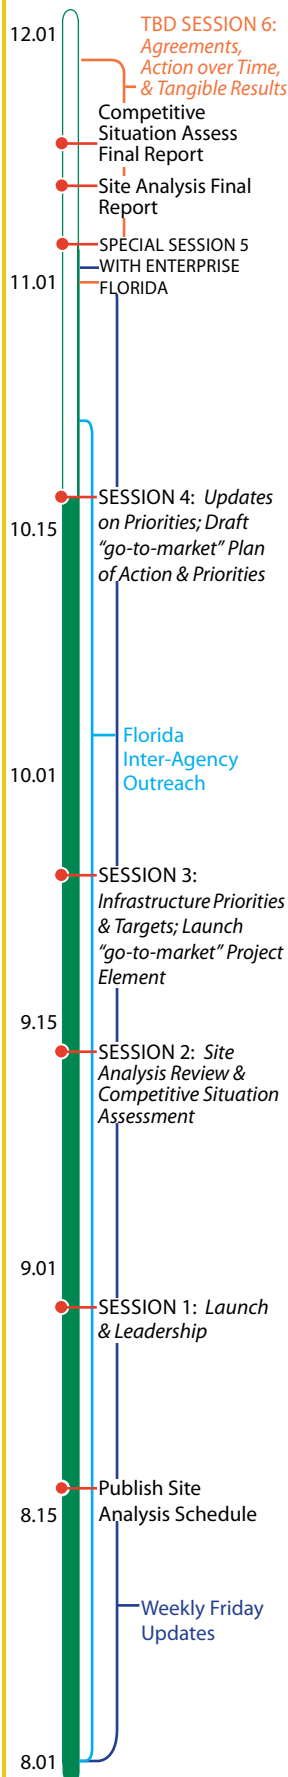 12.01
TBD SESSION 6:
Agreements,
Action over Time,
& Tangible Results
Competitive
Situation Assess
Final Report
Site Analysis Final
Report
SPECIAL SESSION 5
WITH ENTERPRISE
11.01
FLORIDA
SESSION 4: Updates
on Priorities; Draft
10.15
“go-to-market” Plan
of Action & Priorities
Florida
Inter-Agency
10.01
Outreach
SESSION 3:
Infrastructure Priorities
& Targets; Launch
“go-to-market” Project
Element
9.15
SESSION 2: Site
Analysis Review &
Competitive Situation
Assessment
9.01
SESSION 1: Launch
& Leadership
Publish Site
8.15
Analysis Schedule
Weekly Friday
Updates
8.01